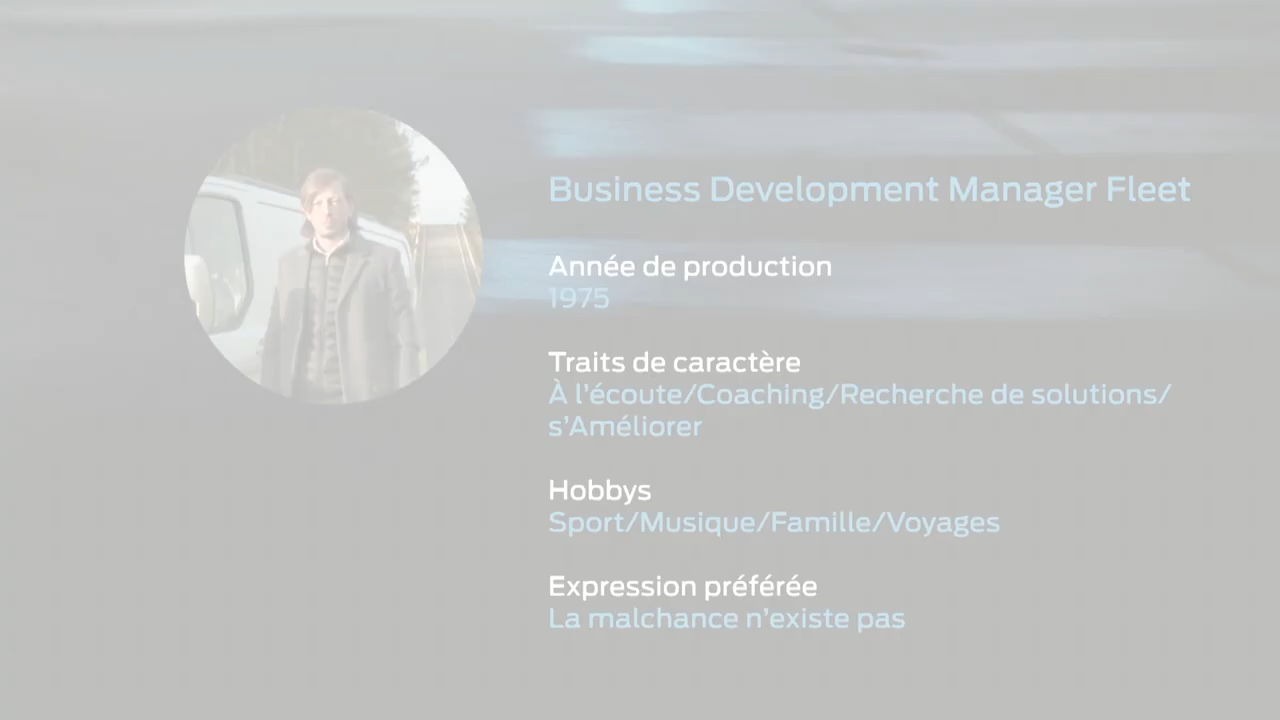 Business Development Manager Fleet
Année de production
1975
Traits de caractère
À l’écoute/Coaching/Recherche de solutions/
s’Améliorer
Hobbys
Sport/Musique/Famille/Voyages
Expression préférée
La malchance n’existe pas